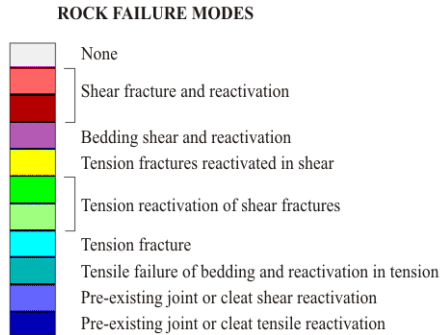 ROCK FAILURE MODES
None
Shear fracture and reactivation
Bedding shear and reactivation
Tension fractures reactivated in shear
Tension reactivation of shear fractures
Tension fracture
Tensile failure of bedding and reactivation in tension
Pre-existing joint or cleat shear reactivation
Pre-existing joint or cleat tensile reactivation